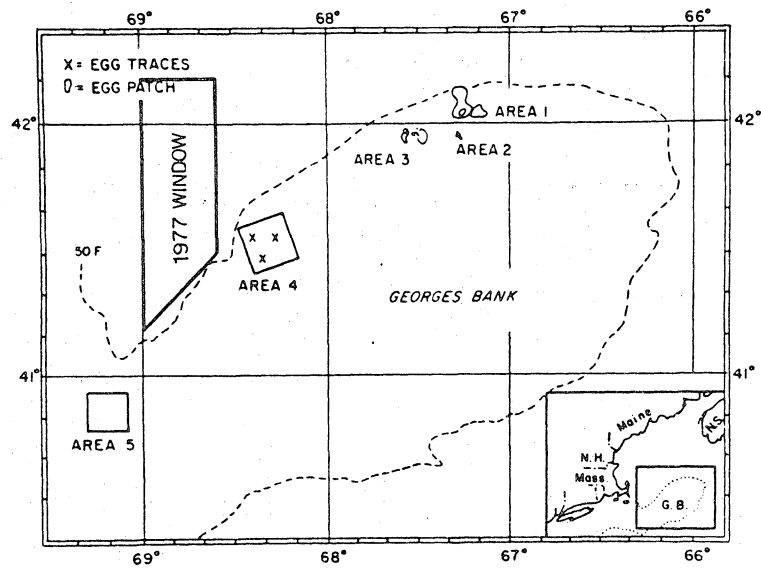 69° 68° 67° 66°
X = EGG TRACES
0 = EGG PATCH
42° 42°
AREA 1
AREA 2
AREA 3
1977 WINDOW
50 F
AREA 4
GEORGES BANK
41° 41°
AREA 5
Maine
N.S.
N.H.
Mass.
G.B.
69° 68° 67° 66°